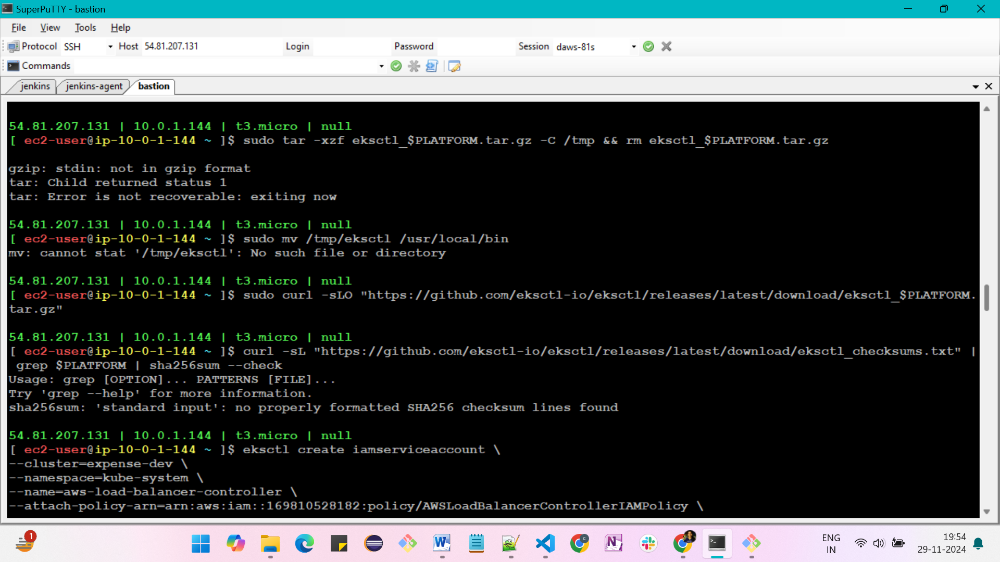 SuperPuTTY - bastion
File View Tools Help
Protocol SSH Host 54.81.207.131 Login Password Session daws-81s
Commands
jenkins jenkins-agent bastion
54.81.207.131 | 10.0.1.144 | t3.micro | null
[ ec2-user@ip-10-0-1-144 ~ ]$ sudo tar -xzf eksctl_$PLATFORM.tar.gz -C /tmp && rm eksctl_$PLATFORM.tar.gz
gzip: stdin: not in gzip format
tar: Child returned status 1
tar: Error is not recoverable: exiting now
54.81.207.131 | 10.0.1.144 | t3.micro | null
[ ec2-user@ip-10-0-1-144 ~ ]$ sudo mv /tmp/eksctl /usr/local/bin
mv: cannot stat '/tmp/eksctl': No such file or directory
54.81.207.131 | 10.0.1.144 | t3.micro | null
[ ec2-user@ip-10-0-1-144 ~ ]$ sudo curl -sLO "https://github.com/eksctl-io/eksctl/releases/latest/download/eksctl_$PLATFORM.
tar.gz"
54.81.207.131 | 10.0.1.144 | t3.micro | null
[ ec2-user@ip-10-0-1-144 ~ ]$ curl -sL "https://github.com/eksctl-io/eksctl/releases/latest/download/eksctl_checksums.txt" |
grep $PLATFORM | sha256sum --check
Usage: grep [OPTION]... PATTERNS [FILE]...
Try 'grep --help' for more information.
sha256sum: 'standard input': no properly formatted SHA256 checksum lines found
54.81.207.131 | 10.0.1.144 | t3.micro | null
[ ec2-user@ip-10-0-1-144 ~ ]$ eksctl create iamserviceaccount \
--cluster=expense-dev \
--namespace=kube-system \
--name=aws-load-balancer-controller \
--attach-policy-arn=arn:aws:iam::169810528182:policy/AWSLoadBalancerControllerIAMPolicy \
1
ENG
IN
19:54
29-11-2024